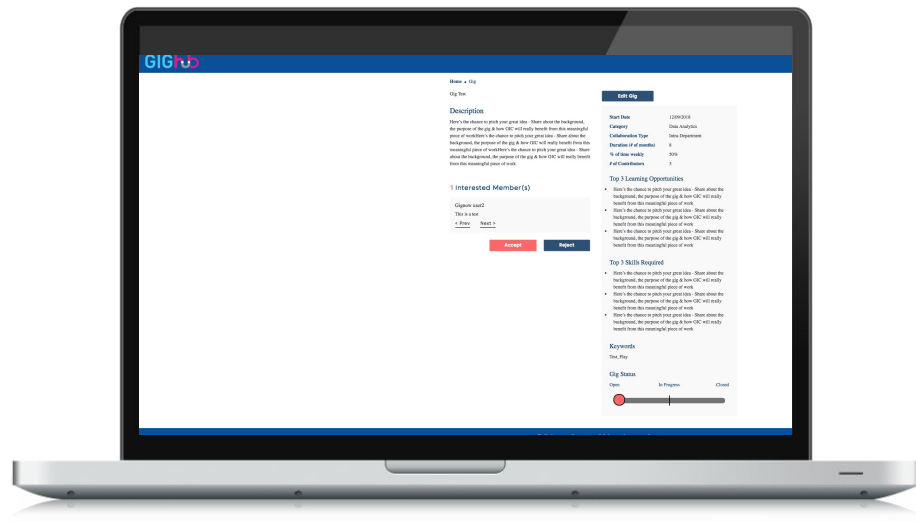 GIGhub
Home Gig
Gig Test
Description
Here's the chance to pitch your great idea - Share about the background,
the purpose of the gig & how GIC will really benefit from this meaningful
piece of workHere's the chance to pitch your great idea - Share about the
background, the purpose of the gig & how GIC will really benefit from this
meaningful piece of workHere's the chance to pitch your great idea - Share
about the background, the purpose of the gig & how GIC will really benefit
from this meaningful piece of work
1 Interested Member(s)
Gignow user2
This is a test
< Prev Next >
Accept Reject
Edit Gig
Start Date 12/09/2018
Category Data Analytics
Collaboration Type Intra-Department
Duration (# of months) 8
% of time weekly 50%
# of Contributors 5
Top 3 Learning Opportunities
• Here's the chance to pitch your great idea - Share about the
background, the purpose of the gig & how GIC will really
benefit from this meaningful piece of work
• Here's the chance to pitch your great idea - Share about the
background, the purpose of the gig & how GIC will really
benefit from this meaningful piece of work
• Here's the chance to pitch your great idea - Share about the
background, the purpose of the gig & how GIC will really
benefit from this meaningful piece of work
Top 3 Skills Required
• Here's the chance to pitch your great idea - Share about the
background, the purpose of the gig & how GIC will really
benefit from this meaningful piece of work
• Here's the chance to pitch your great idea - Share about the
background, the purpose of the gig & how GIC will really
benefit from this meaningful piece of work
• Here's the chance to pitch your great idea - Share about the
background, the purpose of the gig & how GIC will really
benefit from this meaningful piece of work
Keywords
Test, Play
Gig Status
Open In Progress Closed